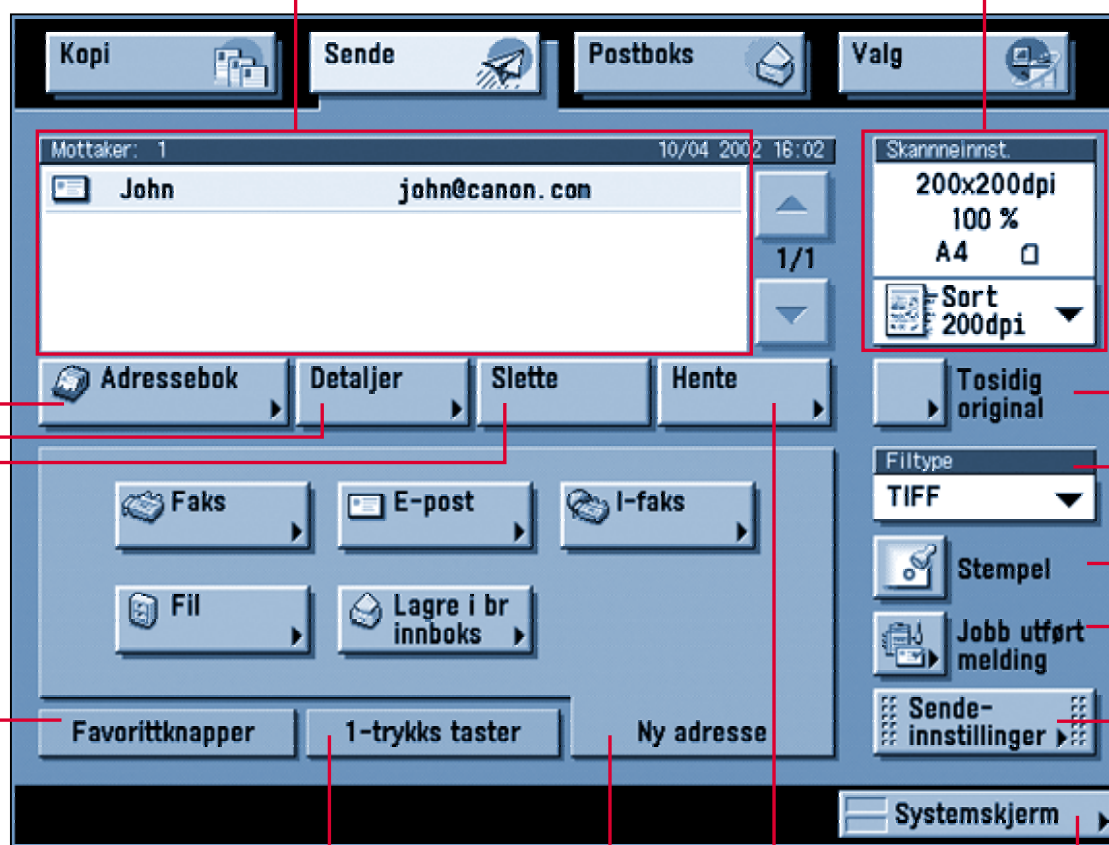 Kopi
Sende
Postboks
Valg
Mottaker: 1 10/04 2002 16:02
John john@canon.com
1/1
Skannneinnst.
200x200dpi
100 %
A4
Sort
200dpi
Adressebok
Detaljer
Slette
Hente
Tosidig
original
Filtype
TIFF
Faks
E-post
I-faks
Fil
Lagre i br
innboks
Stempel
Jobb utført
melding
Sende-
innstillinger
Favorittknapper
1-trykks taster
Ny adresse
Systemskjerm